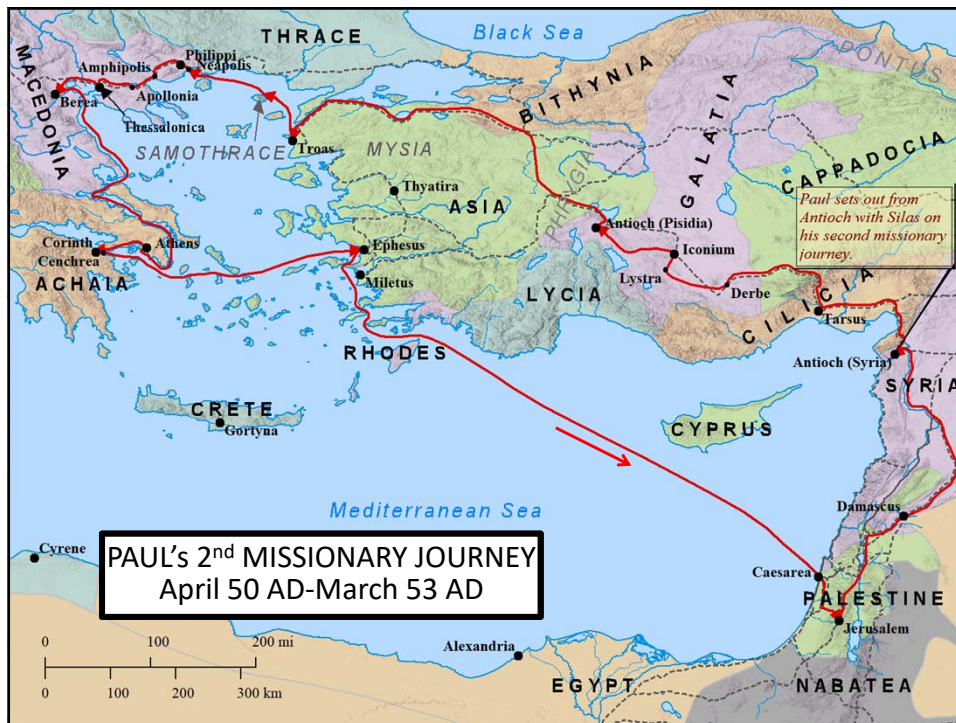 THRACE
Black Sea
MACEDONIA
Philippi
Neapolis
Amphipolis
Apollonia
Berea
Thessalonica
SAMOTHRACE
Troas
MYSIA
BITHYNIA
PONTUS
GALATIA
CAPPADOCIA
PHRYGIA
Thyatira
ASIA
Paul sets out from
Antioch with Silas on
his second missionary
journey.
Antioch (Pisidia)
Iconium
Lystra
Derbe
Corinth
Cenchrea
Athens
ACHAIA
Ephesus
Miletus
LYCIA
CILICIA
Tarsus
Antioch (Syria)
SYRIA
RHODES
CRETE
Gortyna
CYPRUS
Mediterranean Sea
Damascus
Cyrene
PAUL's 2nd MISSIONARY JOURNEY
April 50 AD-March 53 AD
Caesarea
PALESTINE
Jerusalem
0 100 200 mi
0 100 200 300 km
Alexandria
EGYPT
NABATEA